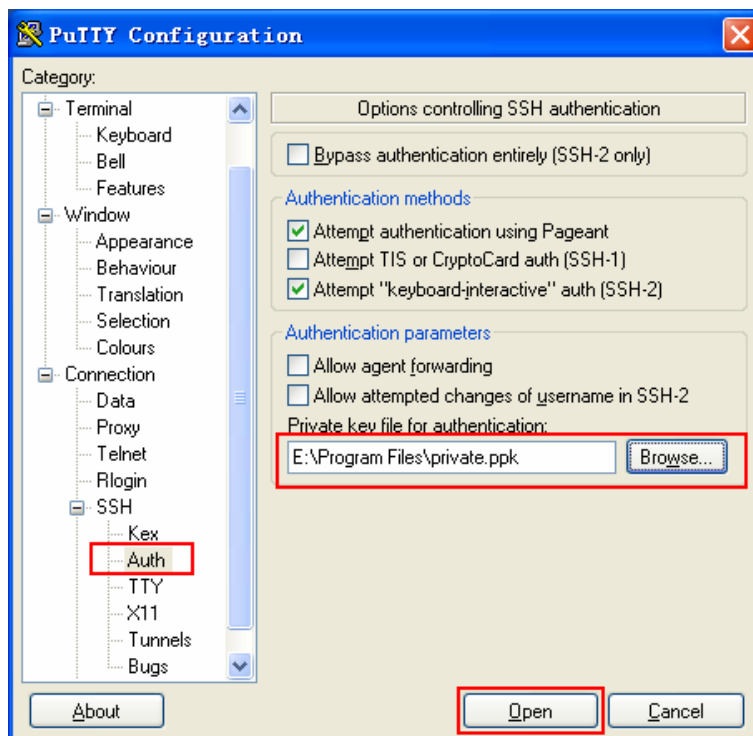 PuTTY Configuration
Category:
Terminal
Keyboard
Bell
Features
Window
Appearance
Behaviour
Translation
Selection
Colours
Connection
Data
Proxy
Telnet
Rlogin
SSH
Kex
Auth
TTY
X11
Tunnels
Bugs
Options controlling SSH authentication
Bypass authentication entirely (SSH-2 only)
Authentication methods
Attempt authentication using Pageant
Attempt TIS or CryptoCard auth (SSH-1)
Attempt "keyboard-interactive" auth (SSH-2)
Authentication parameters
Allow agent forwarding
Allow attempted changes of username in SSH-2
Private key file for authentication:
E:\Program Files\private.ppk
Browse...
About
Open
Cancel